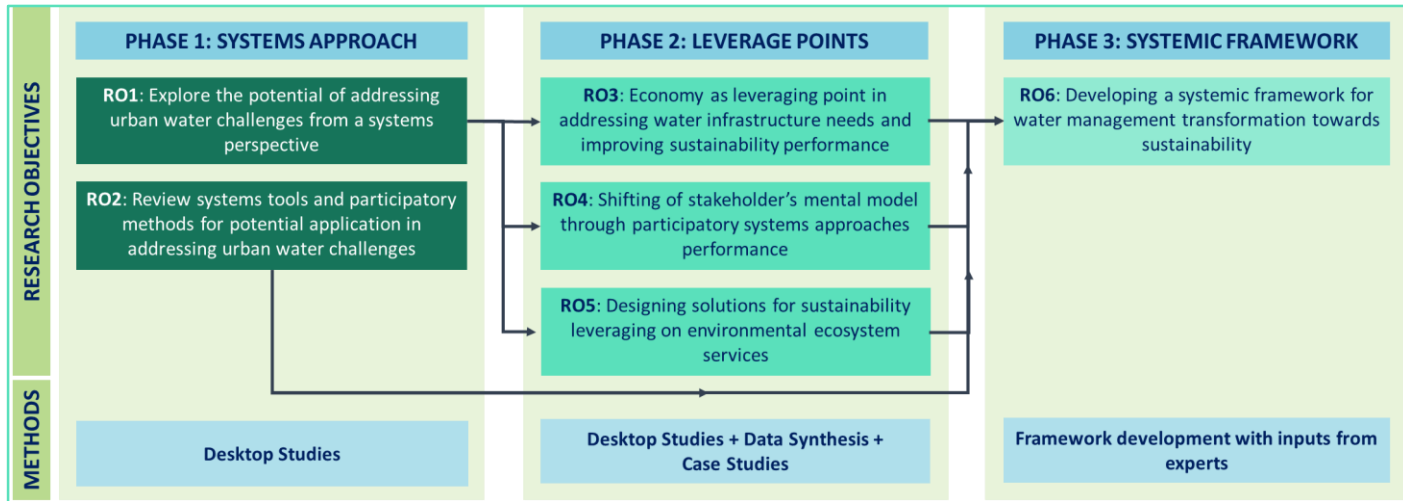 RESEARCH OBJECTIVES
PHASE 1: SYSTEMS APPROACH
RO1: Explore the potential of addressing
urban water challenges from a systems
perspective
RO2: Review systems tools and participatory
methods for potential application in
addressing urban water challenges
PHASE 2: LEVERAGE POINTS
RO3: Economy as leveraging point in
addressing water infrastructure needs and
improving sustainability performance
RO4: Shifting of stakeholder's mental model
through participatory systems approaches
performance
RO5: Designing solutions for sustainability
leveraging on environmental ecosystem
services
PHASE 3: SYSTEMIC FRAMEWORK
RO6: Developing a systemic framework for
water management transformation towards
sustainability
METHODS
Desktop Studies
Desktop Studies + Data Synthesis +
Case Studies
Framework development with inputs from
experts